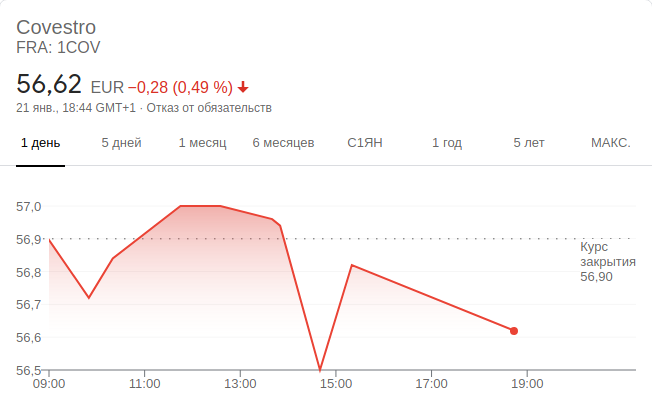 Covestro
FRA: 1COV
56,62 EUR −0,28 (0,49 %)
21 янв., 18:44 GMT+1 · Отказ от обязательств
1 день 5 дней 1 месяц 6 месяцев С1ЯН 1 год 5 лет МАКС.
57,0
56,9
Курс
закрытия
56,90
56,8
56,7
56,6
56,5
09:00 11:00 13:00 15:00 17:00 19:00